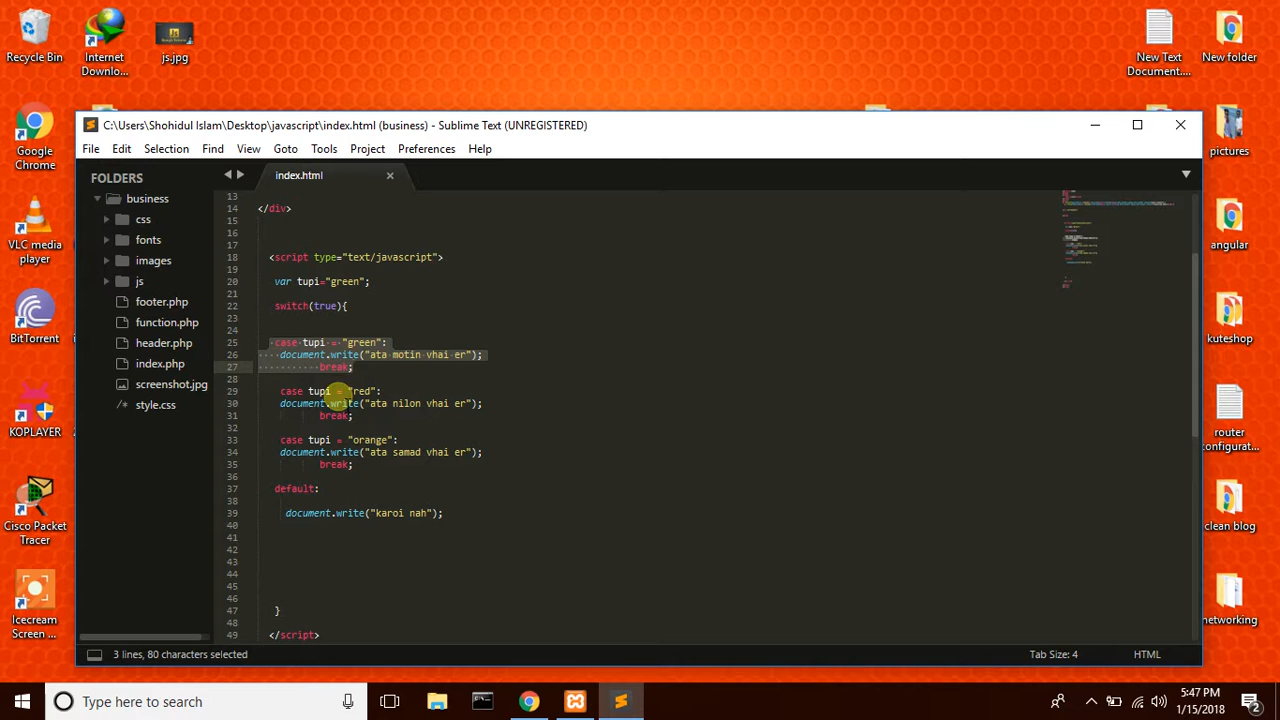 Recycle Bin
Internet
Downlo...
js.jpg
New Text
Document....
New folder
C:\Users\Shohidul Islam\Desktop\javascript\index.html (business) - Sublime Text (UNREGISTERED)
File Edit Selection Find View Goto Tools Project Preferences Help
Google
Chrome
VLC media
player
BitTorrent
KOPLAYER
Cisco Packet
Tracer
Icecream
Screen ...
FOLDERS
business
css
fonts
images
js
footer.php
function.php
header.php
index.php
screenshot.jpg
style.css
index.html
13
14 </div>
15
16
17
18 <script type="text/javascript">
19
20 var tupi="green";
21
22 switch(true){
23
24
25 case tupi = "green":
26 document.write("ata motin vhai er");
27 break;
28
29 case tupi = "red":
30 document.write("ata nilon vhai er");
31 break;
32
33 case tupi = "orange":
34 document.write("ata samad vhai er");
35 break;
36
37 default:
38
39 document.write("karoi nah");
40
41
42
43
44
45
46
47 }
48
49 </script>
pictures
angular
kuteshop
router
configurat...
clean blog
networking
3 lines, 80 characters selected
Tab Size: 4
HTML
Type here to search
5:47 PM
1/15/2018
2